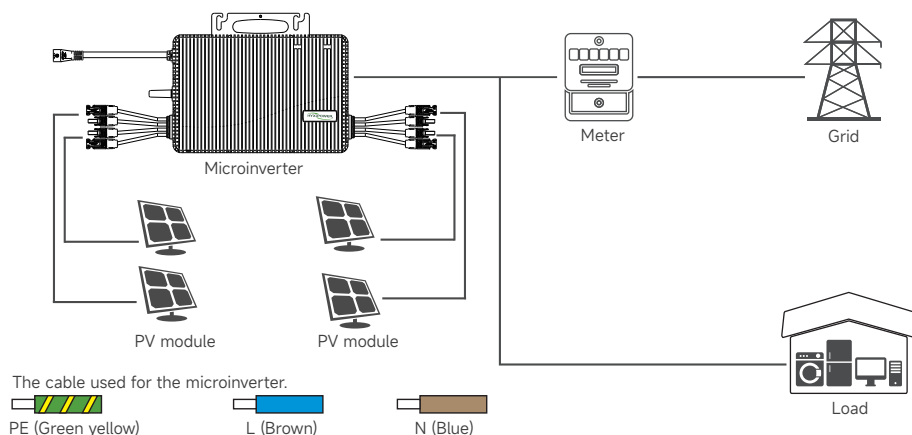 Microinverter
Meter
Grid
PV module
PV module
Load
The cable used for the microinverter.
PE (Green yellow)
L (Brown)
N (Blue)